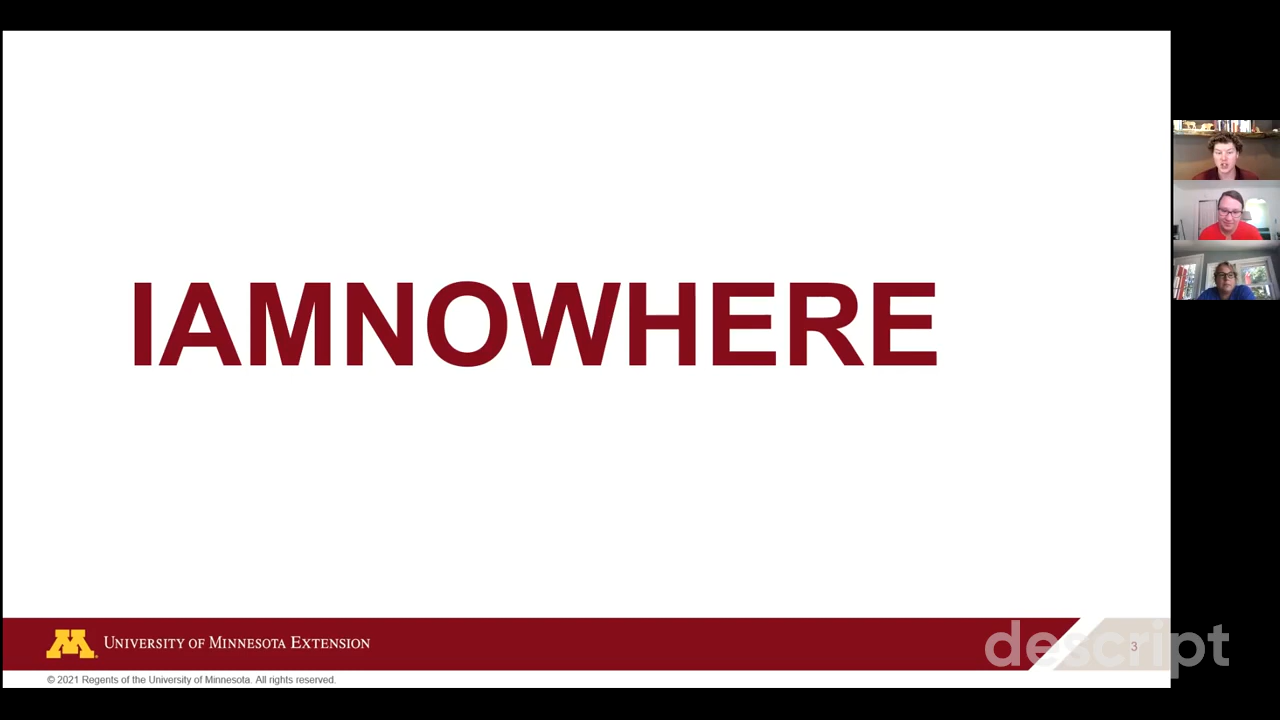 IAMNOWHERE
UNIVERSITY OF MINNESOTA EXTENSION
3
descript
© 2021 Regents of the University of Minnesota. All rights reserved.